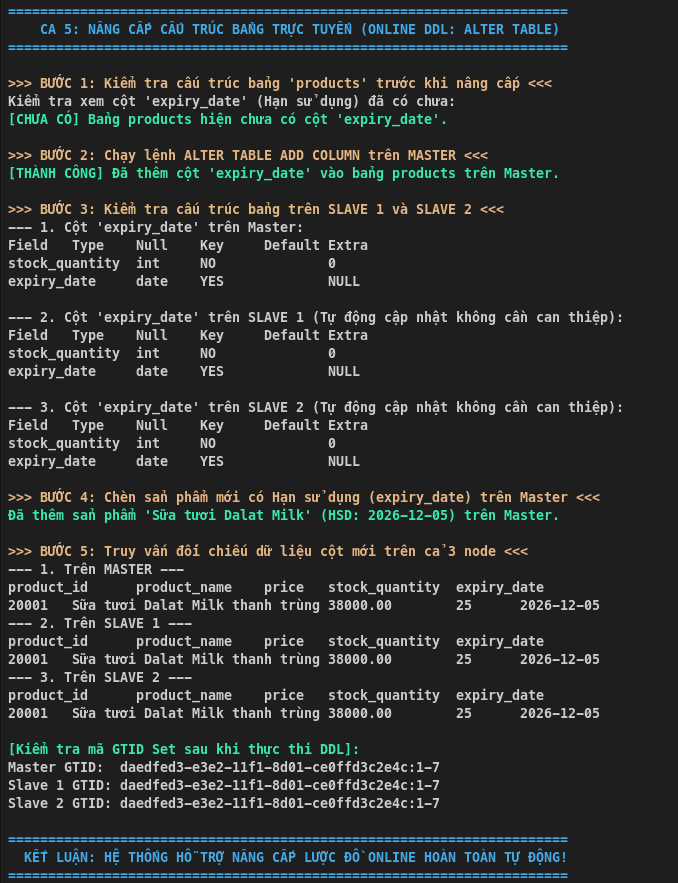 ======================================================================
CA 5: NÂNG CẤP CẤU TRÚC BẢNG TRỰC TUYẾN (ONLINE DDL: ALTER TABLE)
======================================================================
>>> BƯỚC 1: Kiểm tra cấu trúc bảng 'products' trước khi nâng cấp <<<
Kiểm tra xem cột 'expiry_date' (Hạn sử dụng) đã có chưa:
[CHƯA CÓ] Bảng products hiện chưa có cột 'expiry_date'.
>>> BƯỚC 2: Chạy lệnh ALTER TABLE ADD COLUMN trên MASTER <<<
[THÀNH CÔNG] Đã thêm cột 'expiry_date' vào bảng products trên Master.
>>> BƯỚC 3: Kiểm tra cấu trúc bảng trên SLAVE 1 và SLAVE 2 <<<
--- 1. Cột 'expiry_date' trên Master:
Field Type Null Key Default Extra
stock_quantity int NO 0
expiry_date date YES NULL
--- 2. Cột 'expiry_date' trên SLAVE 1 (Tự động cập nhật không cần can thiệp):
Field Type Null Key Default Extra
stock_quantity int NO 0
expiry_date date YES NULL
--- 3. Cột 'expiry_date' trên SLAVE 2 (Tự động cập nhật không cần can thiệp):
Field Type Null Key Default Extra
stock_quantity int NO 0
expiry_date date YES NULL
>>> BƯỚC 4: Chèn sản phẩm mới có Hạn sử dụng (expiry_date) trên Master <<<
Đã thêm sản phẩm 'Sữa tươi Dalat Milk' (HSD: 2026-12-05) trên Master.
>>> BƯỚC 5: Truy vấn đối chiếu dữ liệu cột mới trên cả 3 node <<<
--- 1. Trên MASTER ---
product_id product_name price stock_quantity expiry_date
20001 Sữa tươi Dalat Milk thanh trùng 38000.00 25 2026-12-05
--- 2. Trên SLAVE 1 ---
product_id product_name price stock_quantity expiry_date
20001 Sữa tươi Dalat Milk thanh trùng 38000.00 25 2026-12-05
--- 3. Trên SLAVE 2 ---
product_id product_name price stock_quantity expiry_date
20001 Sữa tươi Dalat Milk thanh trùng 38000.00 25 2026-12-05
[Kiểm tra mã GTID Set sau khi thực thi DDL]:
Master GTID: daedfed3-e3e2-11f1-8d01-ce0ffd3c2e4c:1-7
Slave 1 GTID: daedfed3-e3e2-11f1-8d01-ce0ffd3c2e4c:1-7
Slave 2 GTID: daedfed3-e3e2-11f1-8d01-ce0ffd3c2e4c:1-7
======================================================================
KẾT LUẬN: HỆ THỐNG HỖ TRỢ NÂNG CẤP LƯỢC ĐỒ ONLINE HOÀN TOÀN TỰ ĐỘNG!
======================================================================